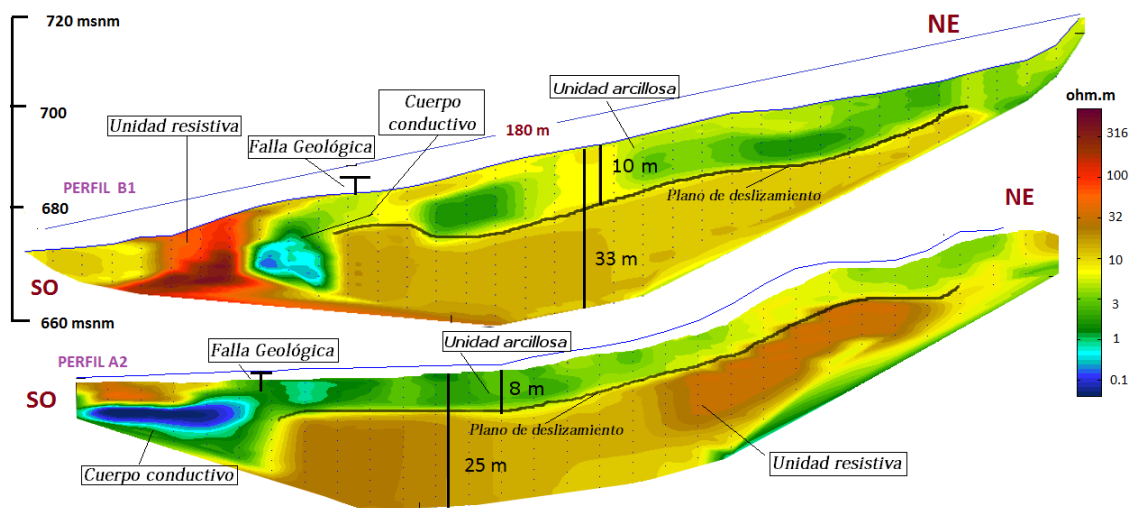 720 msnm
NE
ohm.m
700
Cuerpo
conductivo
Unidad arcillosa
Unidad resistiva
180 m
Falla Geológica
316
100
10 m
32
PERFIL B1
Plano de deslizamiento
680
10
NE
33 m
3
SO
1
660 msnm
0.1
PERFIL A2
Falla Geológica
Unidad arcillosa
SO
8 m
Plano de deslizamiento
25 m
Unidad resistiva
Cuerpo conductivo